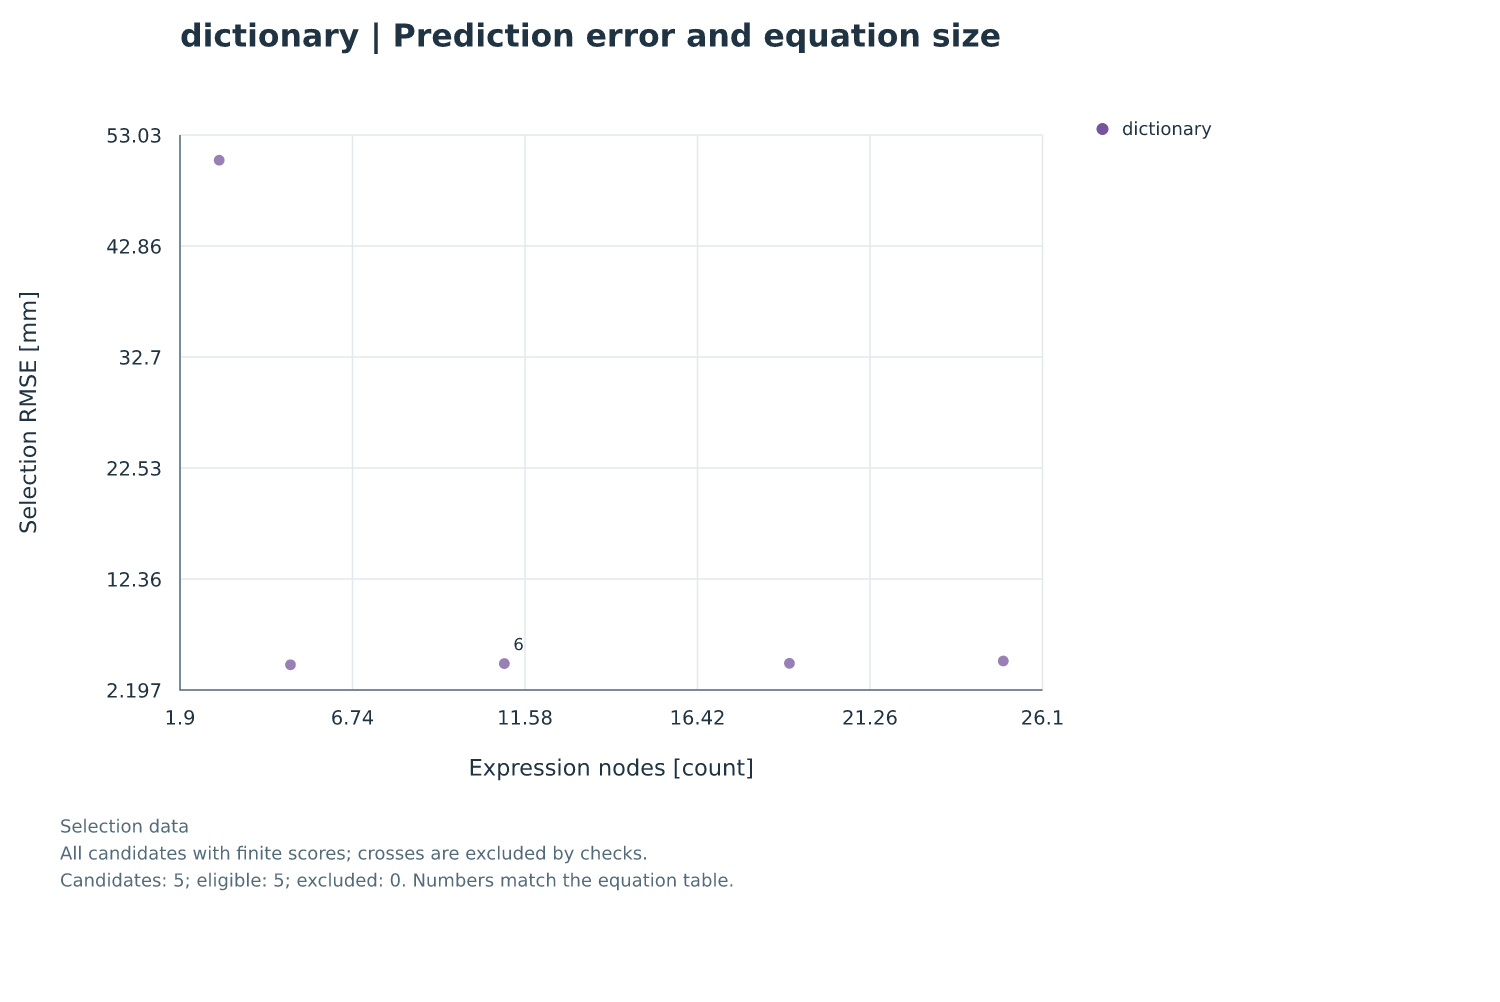 dictionary | Prediction error and equation size
dictionary
53.03
42.86
32.7
22.53
12.36
2.197
Selection RMSE [mm]
6
1.9
6.74
11.58
16.42
21.26
26.1
Expression nodes [count]
Selection data
All candidates with finite scores; crosses are excluded by checks.
Candidates: 5; eligible: 5; excluded: 0. Numbers match the equation table.